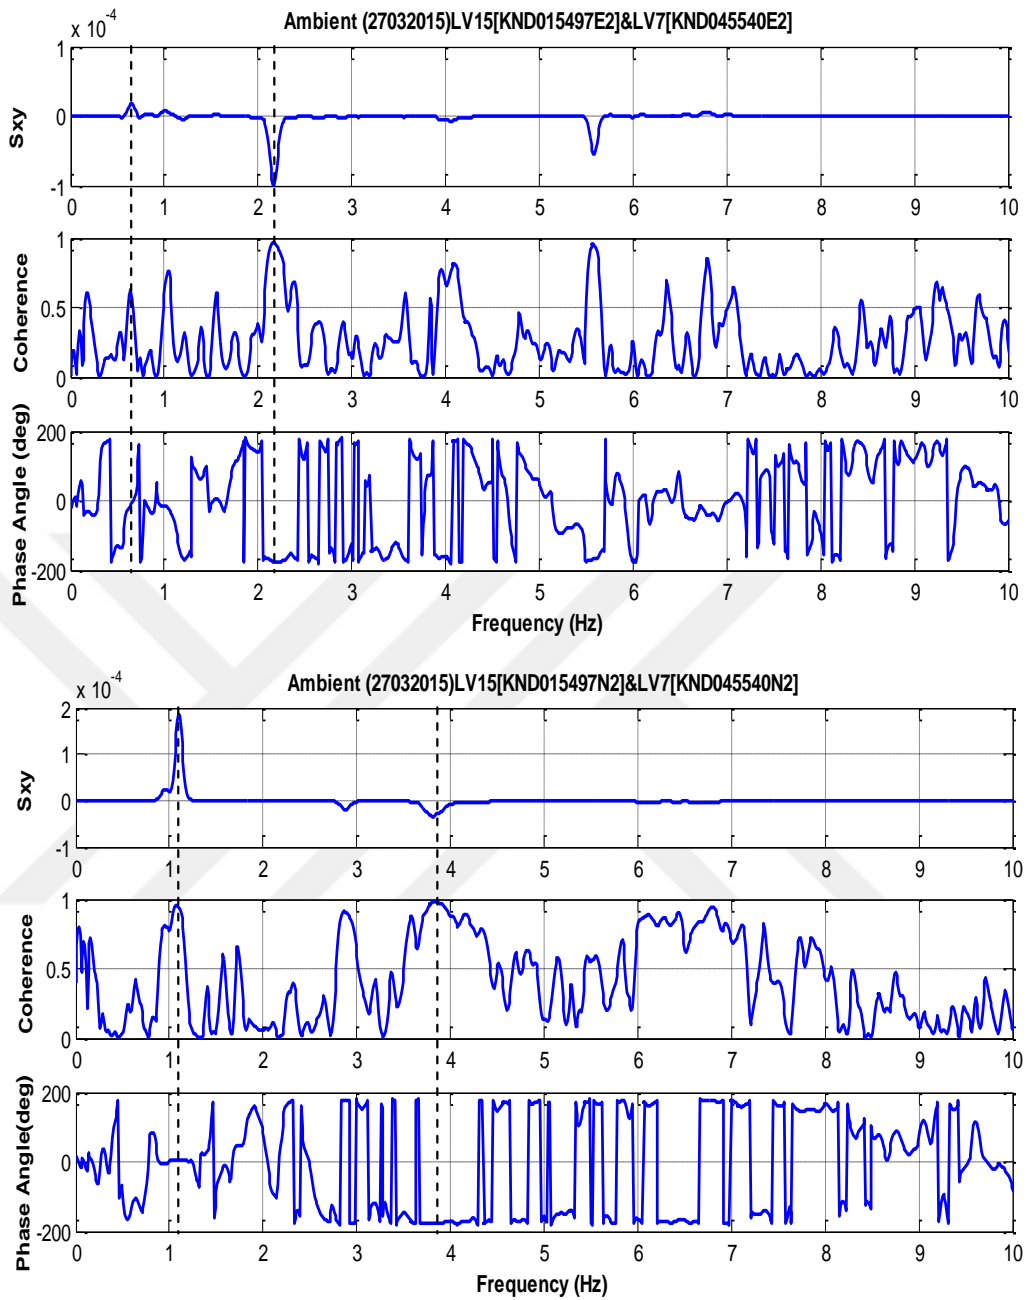 Ambient (27032015)LV15[KND015497E2]&LV7[KND045540E2]
x 10^-4
1
0
-1
Sxy
0 1 2 3 4 5 6 7 8 9 10
1
0.5
0
Coherence
0 1 2 3 4 5 6 7 8 9 10
200
0
-200
Phase Angle (deg)
0 1 2 3 4 5 6 7 8 9 10
Frequency (Hz)
Ambient (27032015)LV15[KND015497N2]&LV7[KND045540N2]
x 10^-4
2
1
0
-1
Sxy
0 1 2 3 4 5 6 7 8 9 10
1
0.5
0
Coherence
0 1 2 3 4 5 6 7 8 9 10
200
0
-200
Phase Angle(deg)
0 1 2 3 4 5 6 7 8 9 10
Frequency (Hz)